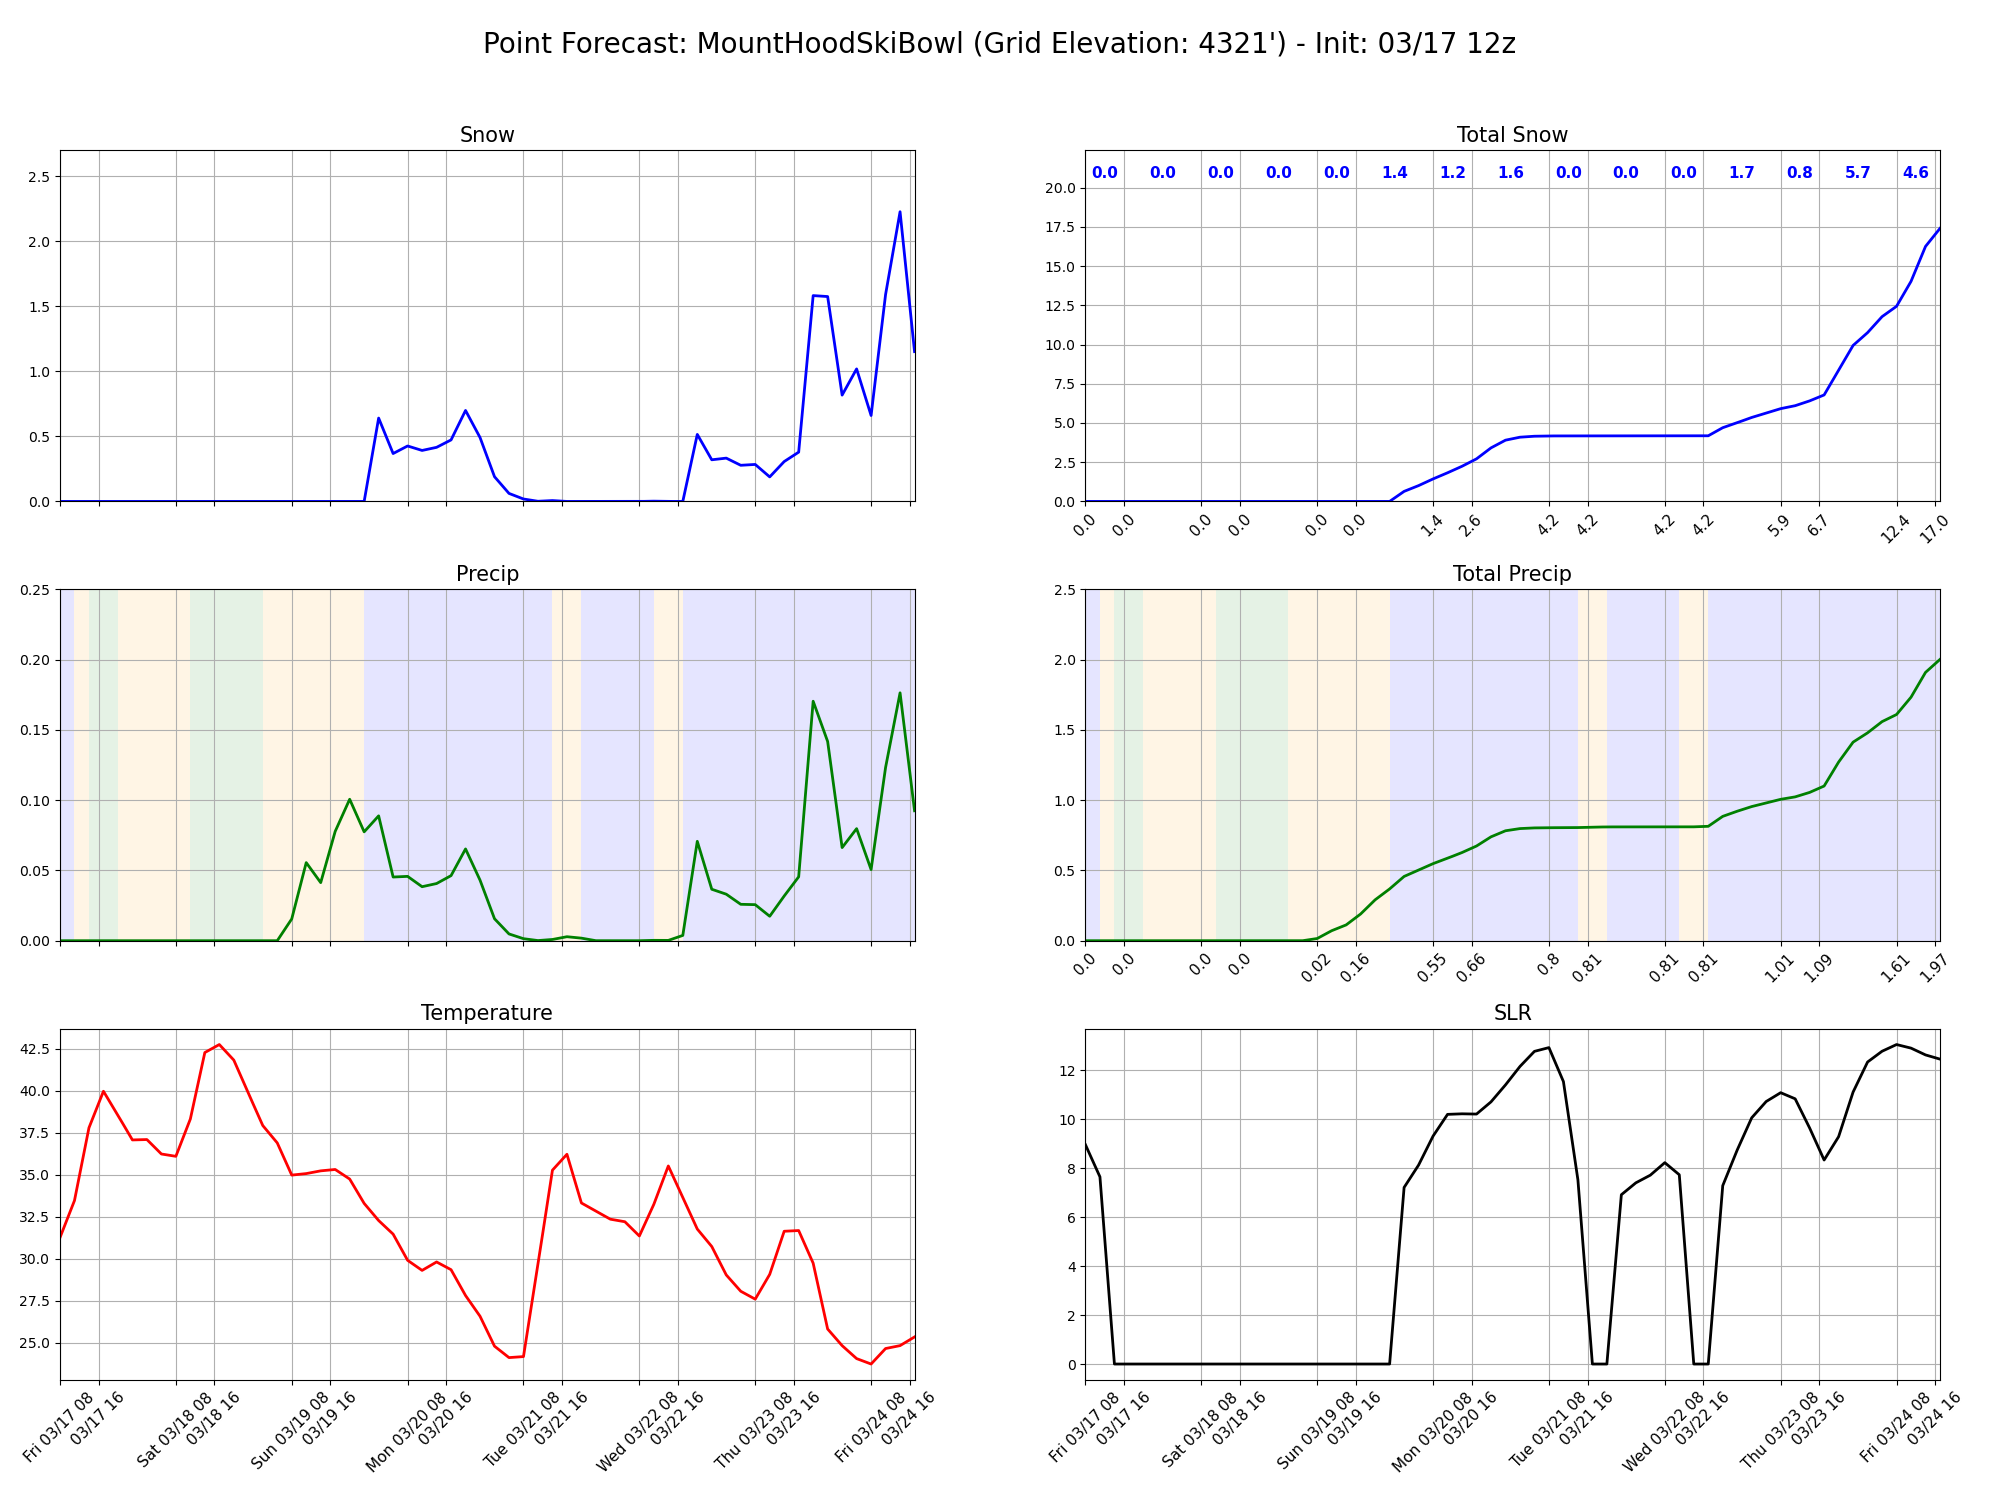 Point Forecast: MountHoodSkiBowl (Grid Elevation: 4321') - Init: 03/17 12z
Snow
2.5
2.0
1.5
1.0
0.5
0.0
Total Snow
0.0 0.0 0.0 0.0 0.0 1.4 1.2 1.6 0.0 0.0 0.0 1.7 0.8 5.7 4.6
20.0
17.5
15.0
12.5
10.0
7.5
5.0
2.5
0.0
0.0 0.0 0.0 0.0 0.0 0.0 1.4 2.6 4.2 4.2 4.2 4.2 5.9 6.7 12.4 17.0
Precip
0.25
0.20
0.15
0.10
0.05
0.00
Total Precip
2.5
2.0
1.5
1.0
0.5
0.0
0.0 0.0 0.0 0.0 0.02 0.16 0.55 0.66 0.8 0.81 0.81 0.81 1.01 1.09 1.61 1.97
Temperature
42.5
40.0
37.5
35.0
32.5
30.0
27.5
25.0
Fri 03/17 08
03/17 16
Sat 03/18 08
03/18 16
Sun 03/19 08
03/19 16
Mon 03/20 08
03/20 16
Tue 03/21 08
03/21 16
Wed 03/22 08
03/22 16
Thu 03/23 08
03/23 16
Fri 03/24 08
03/24 16
SLR
12
10
8
6
4
2
0
Fri 03/17 08
03/17 16
Sat 03/18 08
03/18 16
Sun 03/19 08
03/19 16
Mon 03/20 08
03/20 16
Tue 03/21 08
03/21 16
Wed 03/22 08
03/22 16
Thu 03/23 08
03/23 16
Fri 03/24 08
03/24 16